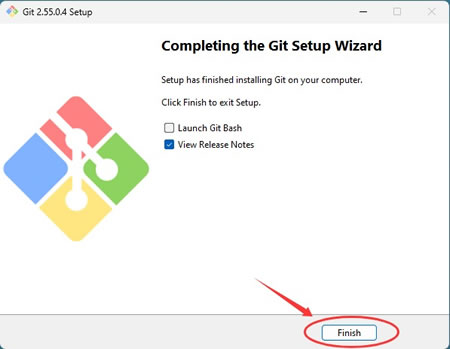 Git 2.55.0.4 Setup
Completing the Git Setup Wizard
Setup has finished installing Git on your computer.
Click Finish to exit Setup.
Launch Git Bash
View Release Notes
Finish